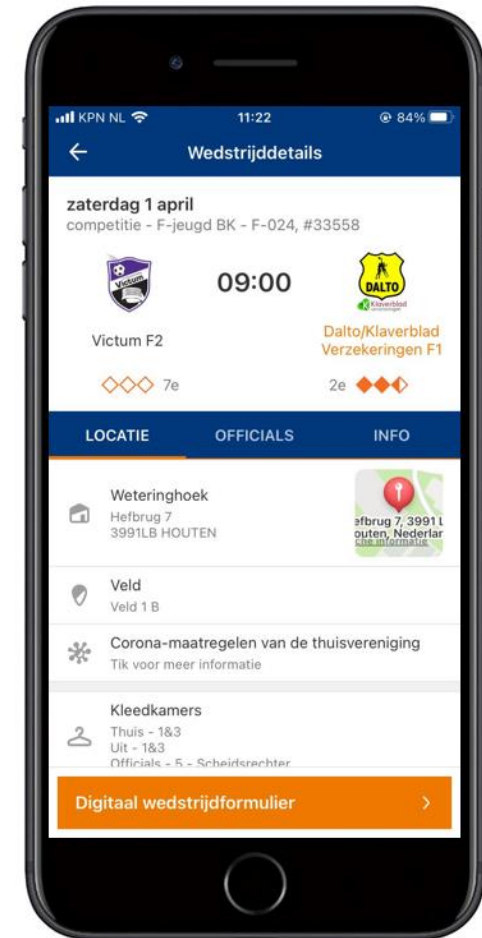 KPN NL 11:22 84%
Wedstrijddetails
zaterdag 1 april
competitie - F-jeugd BK - F-024, #33558
Victum
09:00
DALTO
Klaverblad
Victum F2
Dalto/Klaverblad
Verzekeringen F1
7e
2e
LOCATIE OFFICIALS INFO
Weteringhoek
Hefbrug 7
3991LB HOUTEN
efbrug 7, 3991 L
outen, Nederlar
che informatie
Veld
Veld 1 B
Corona-maatregelen van de thuisvereniging
Tik voor meer informatie
Kleedkamers
Thuis - 1&3
Uit - 1&3
Officials - 5 - Scheidsrechter
Digitaal wedstrijdformulier